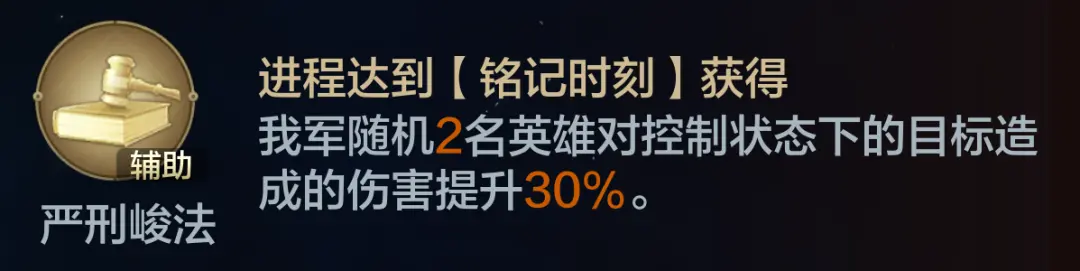 辅助
严刑峻法
进程达到【铭记时刻】获得
我军随机2名英雄对控制状态下的目标造
成的伤害提升30%。